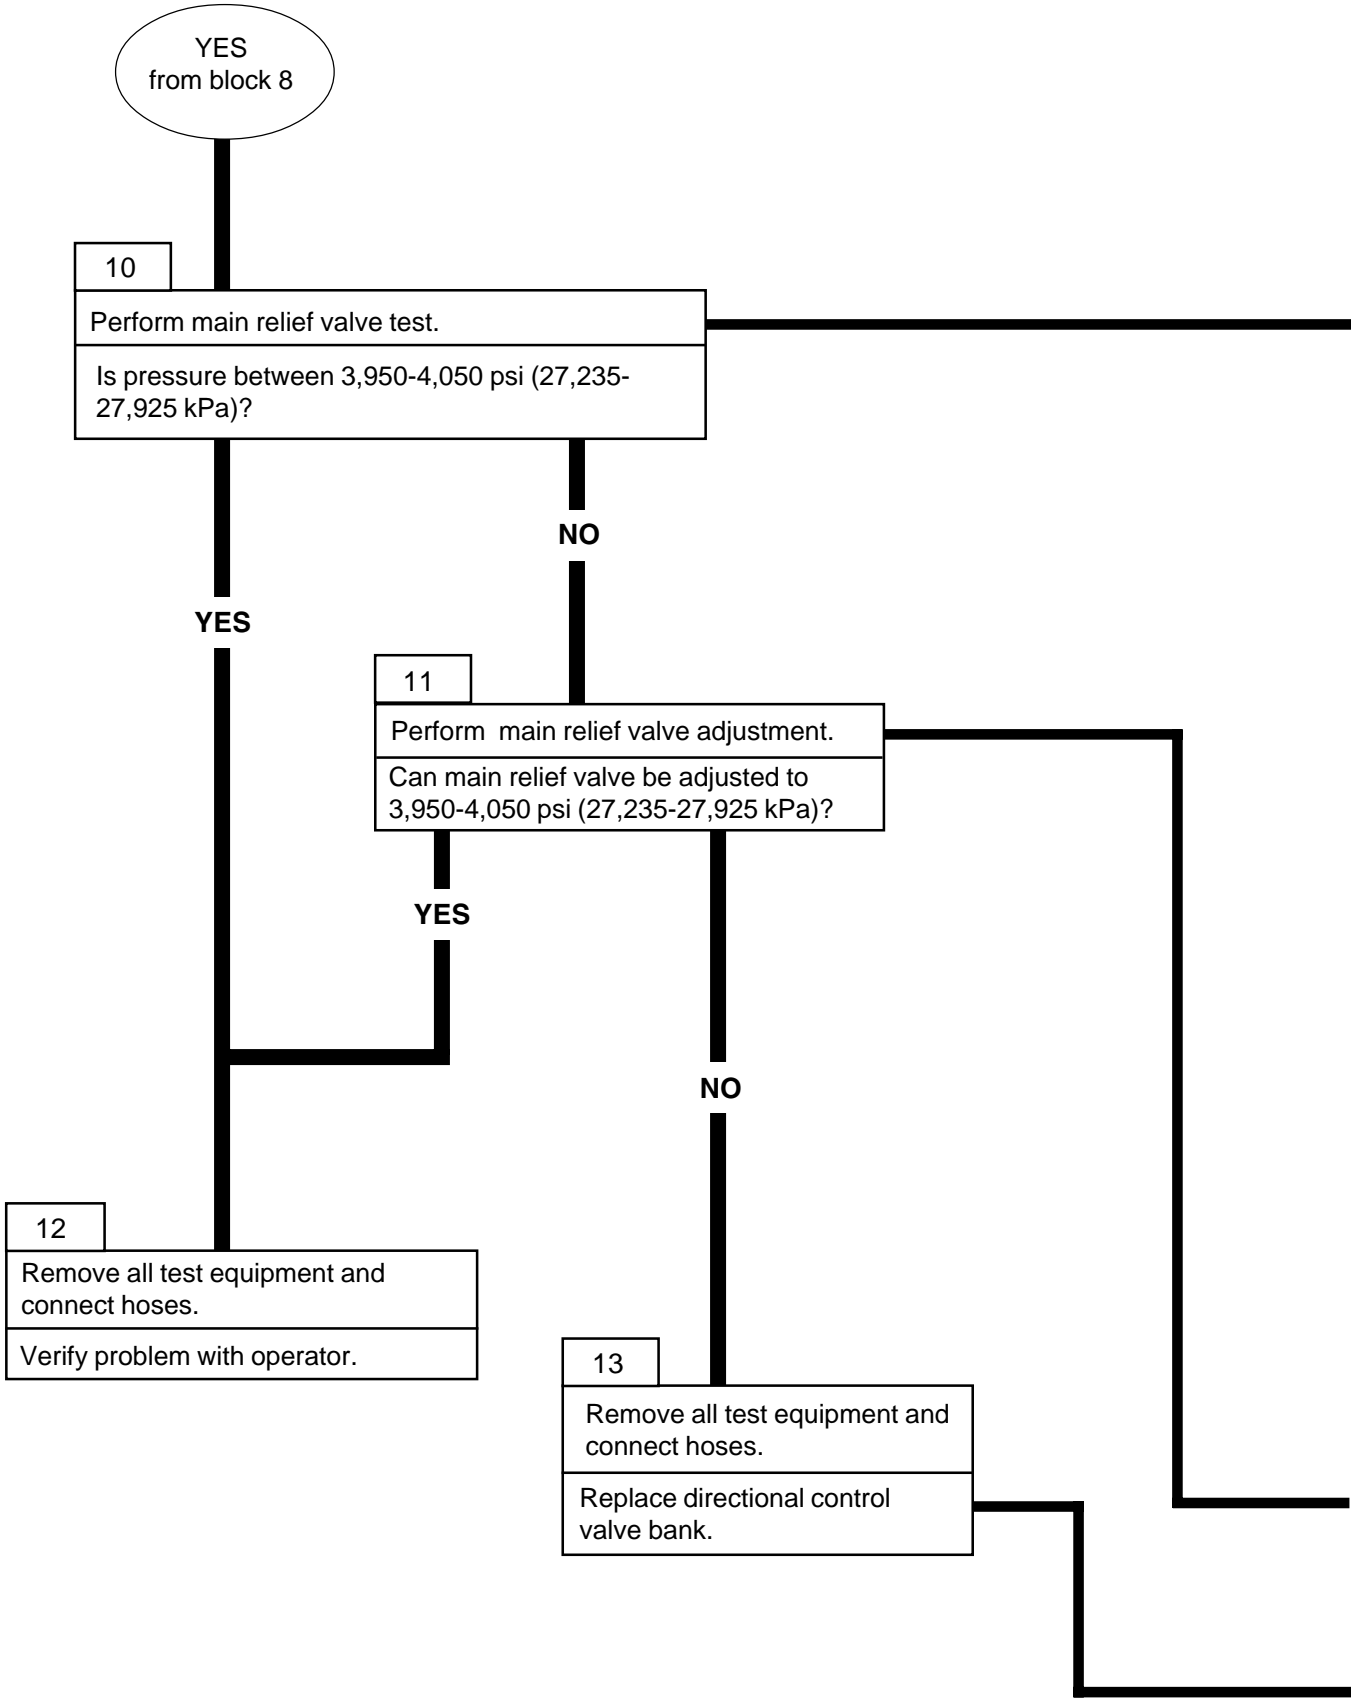 YES
from block 8
10
Perform main relief valve test.
Is pressure between 3,950-4,050 psi (27,235-
27,925 kPa)?
NO
YES
11
Perform  main relief valve adjustment.
Can main relief valve be adjusted to
3,950-4,050 psi (27,235-27,925 kPa)?
YES
NO
12
Remove all test equipment and
connect hoses.
Verify problem with operator.
13
Remove all test equipment and
connect hoses.
Replace directional control
valve bank.